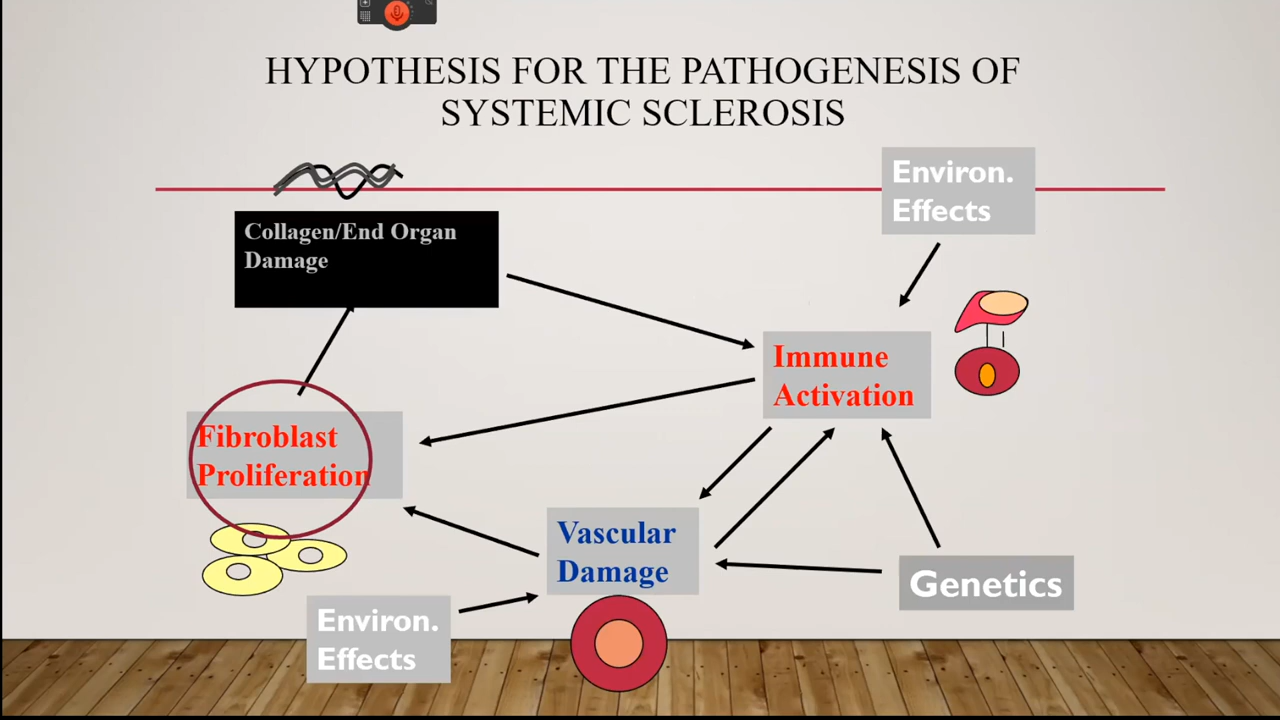 HYPOTHESIS FOR THE PATHOGENESIS OF
SYSTEMIC SCLEROSIS
Environ.
Effects
Collagen/End Organ
Damage
Immune
Activation
Fibroblast
Proliferation
Vascular
Damage
Genetics
Environ.
Effects